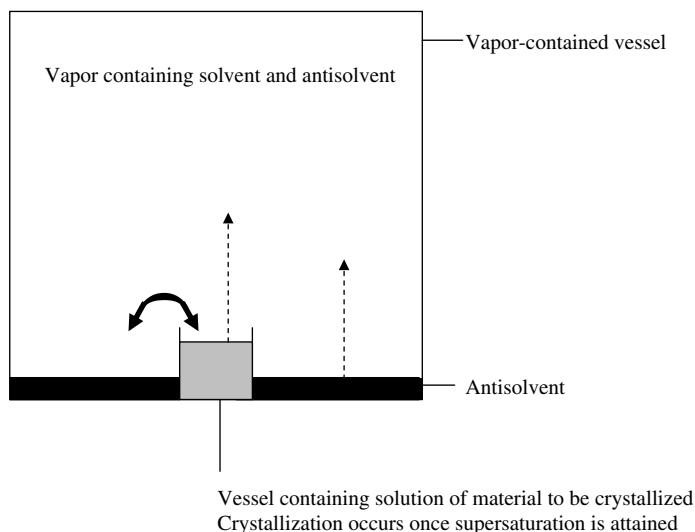 Vapor-contained vessel
Vapor containing solvent and antisolvent
Antisolvent
Vessel containing solution of material to be crystallized
Crystallization occurs once supersaturation is attained